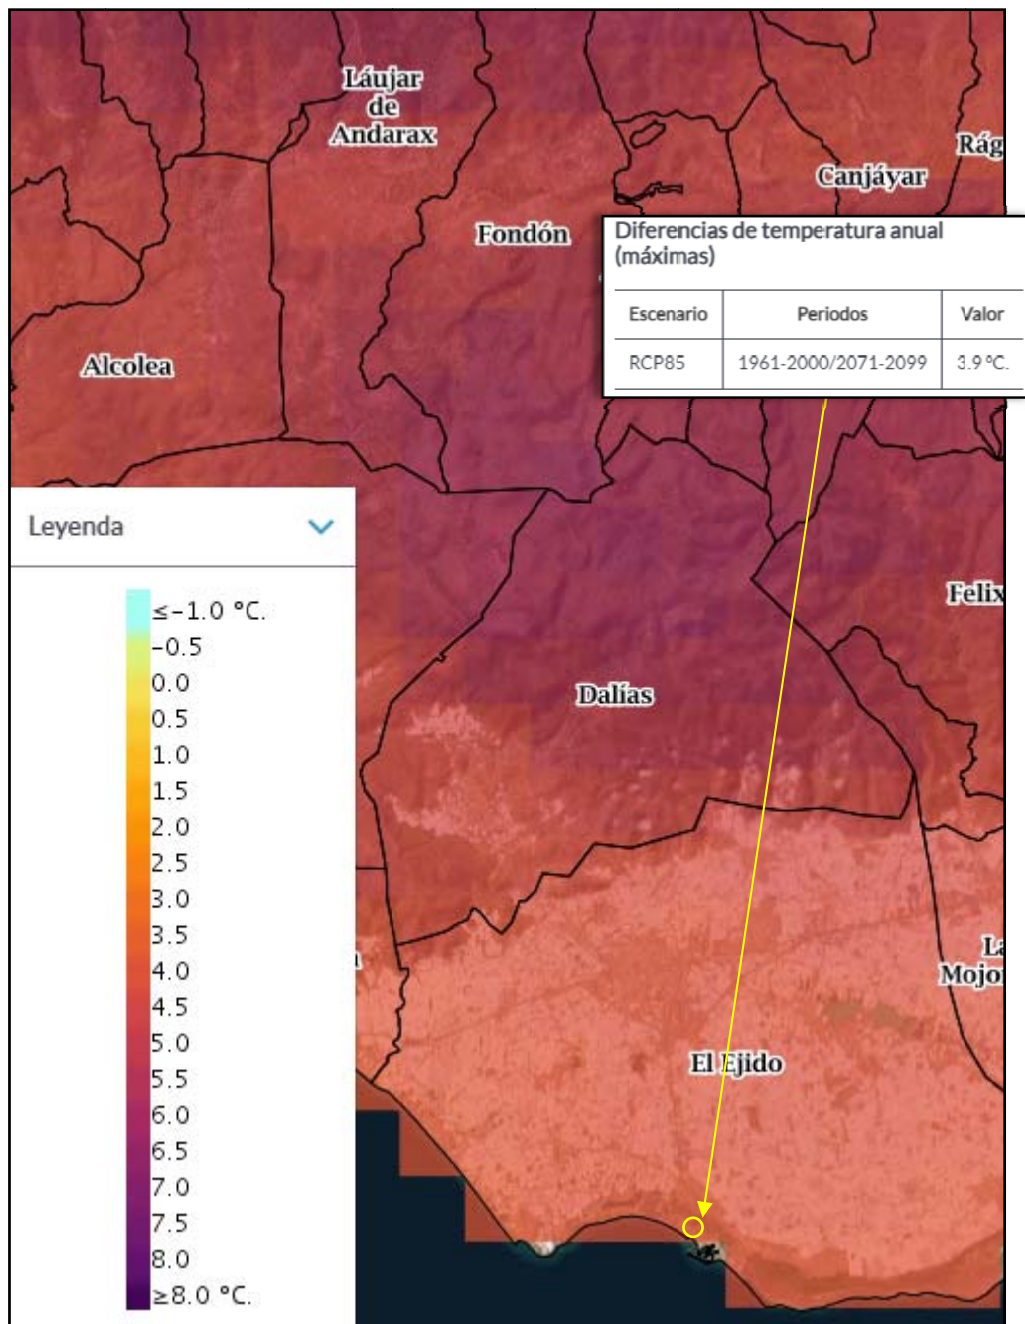 Láujar
de
Andarax
Rág
Canjáyar
Fondón
Diferencias de temperatura anual
(máximas)
Escenario Periodos Valor
RCP85 1961-2000/2071-2099 3.9 ºC.
Alcolea
Leyenda
≤-1.0 °C.
-0.5
0.0
0.5
1.0
1.5
2.0
2.5
3.0
3.5
4.0
4.5
5.0
5.5
6.0
6.5
7.0
7.5
8.0
≥8.0 °C.
Felix
Dalías
La
Mojo
El Ejido